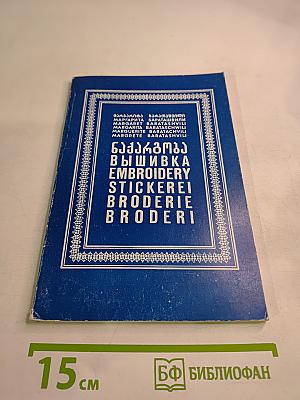 მარგარიტა ბარათაშვილი
МАРГАРИТА БАРАТАШВИЛИ
MARGARET BARATASHVILI
MARGARITA BARATASCHWILI
MARGUERITE BARATACHVILI
MARGRETE BARATASHVILI
ნაქარგობა
ВЫШИВКА
EMBROIDERY
STICKEREI
BRODERIE
BRODERI
15 см
БФ БИБЛИОФАН